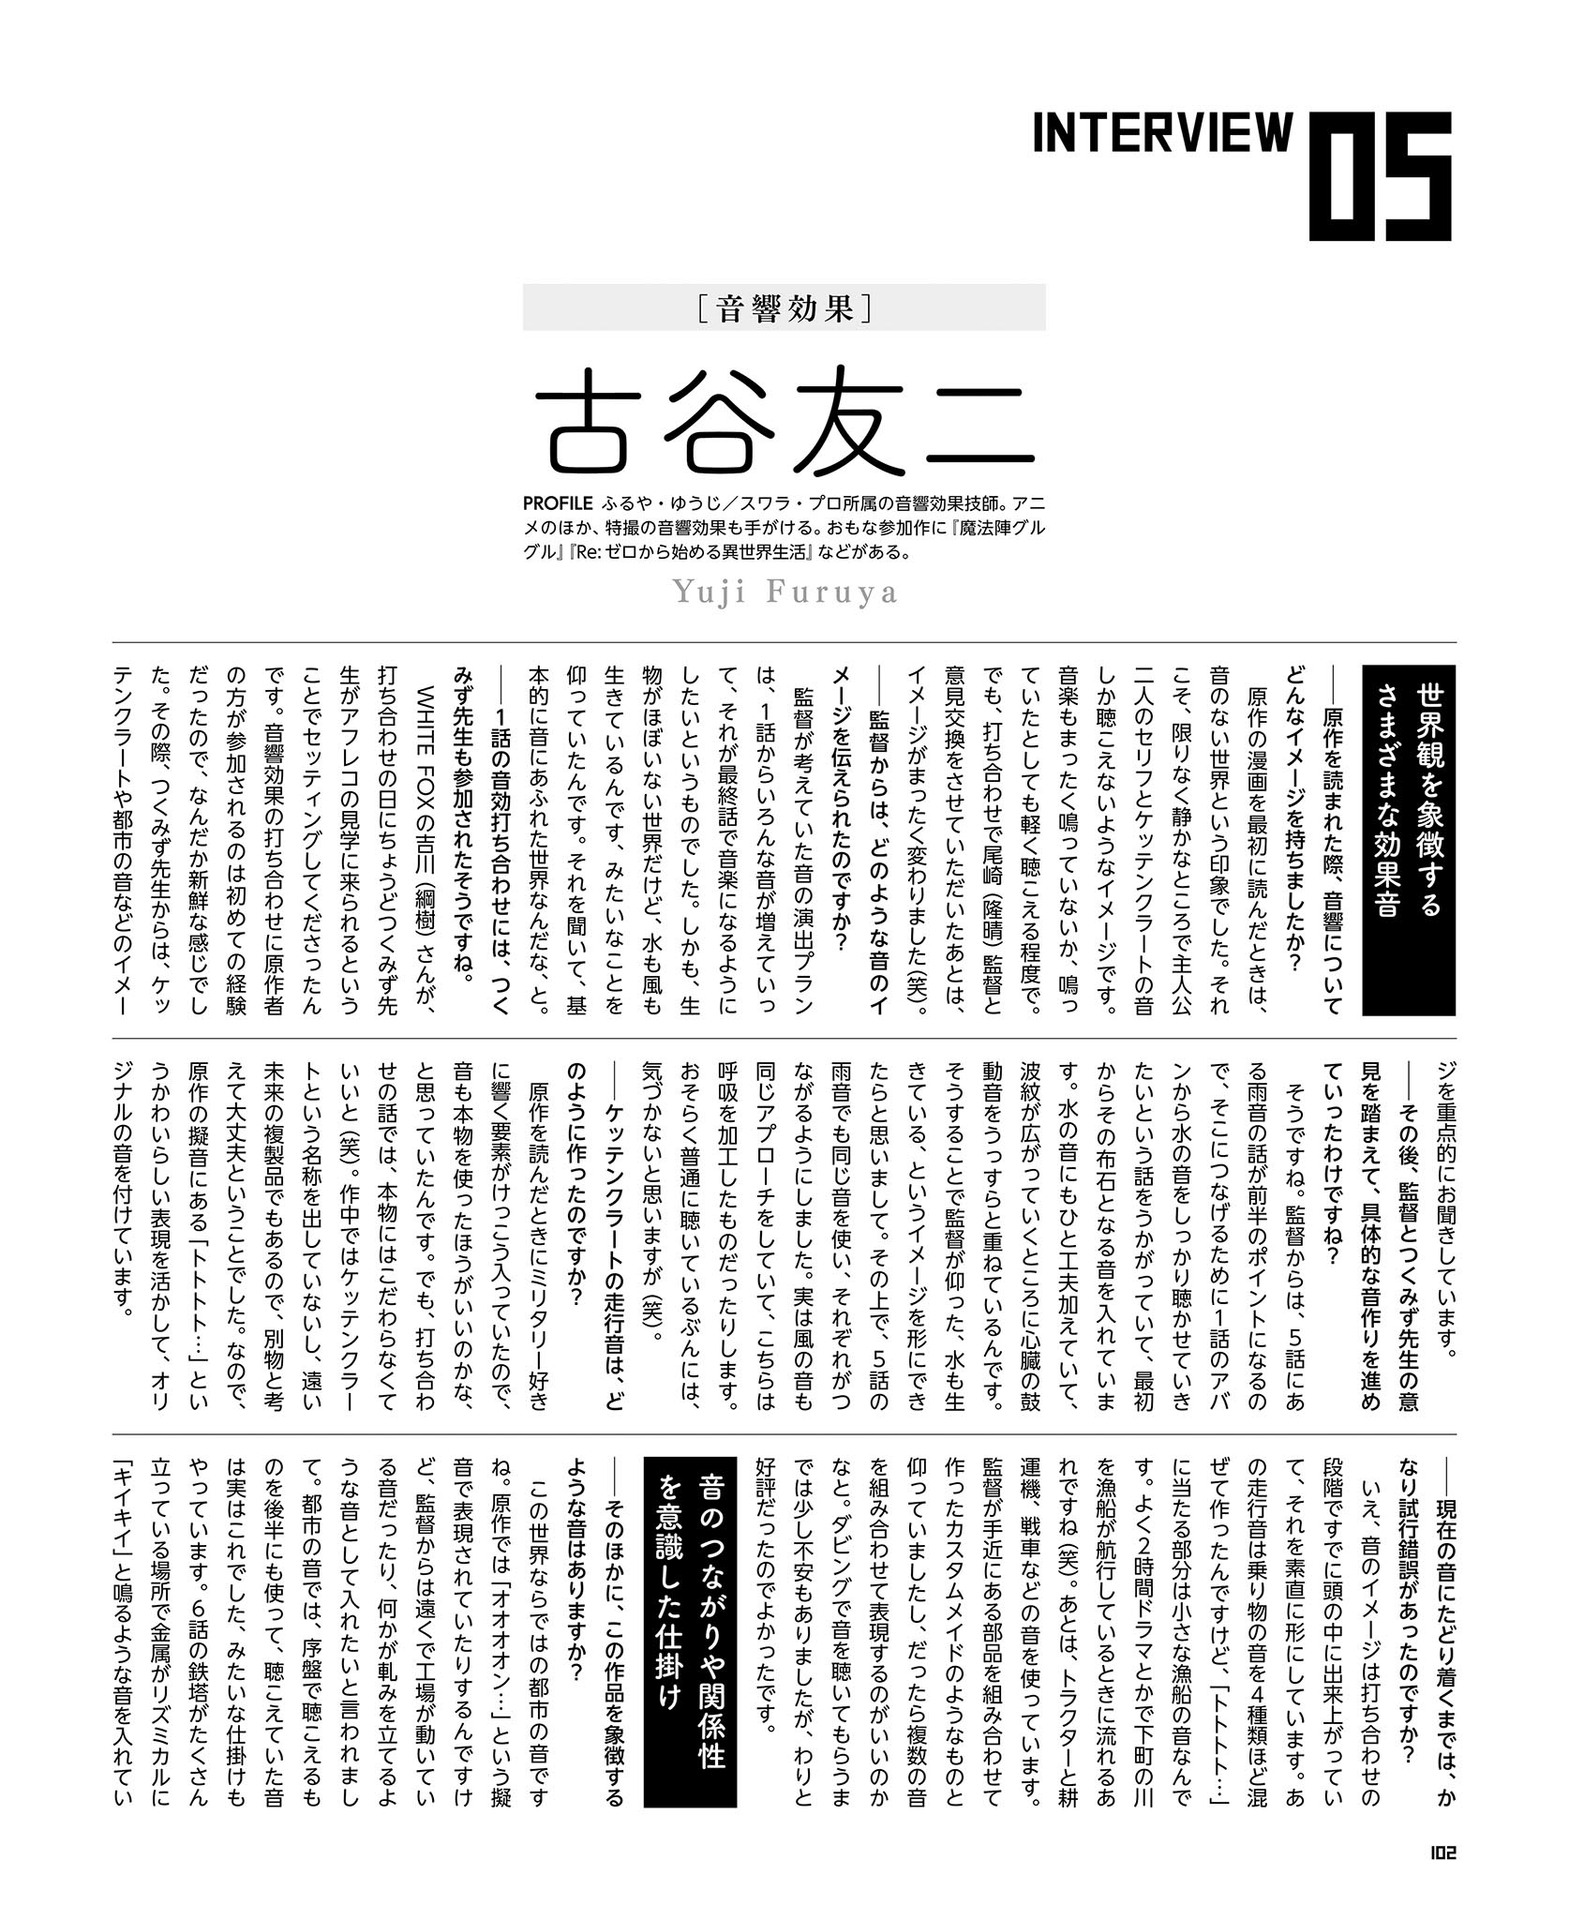 INTERVIEW 05
［音響効果］
古谷友二
PROFILE ふるや・ゆうじ／スワラ・プロ所属の音響効果技師。アニ
メのほか、特撮の音響効果も手がける。おもな参加作に『魔法陣グル
グル』『Re:ゼロから始める異世界生活』などがある。
Yuji Furuya
世界観を象徴する
さまざまな効果音
――原作を読まれた際、音響について
どんなイメージを持ちましたか？
　原作の漫画を最初に読んだときは、
音のない世界という印象でした。それ
こそ、限りなく静かなところで主人公
二人のセリフとケッテンクラートの音
しか聴こえないようなイメージです。
音楽もまったく鳴っていないか、鳴っ
ていたとしても軽く聴こえる程度で。
でも、打ち合わせで尾崎（隆晴）監督と
意見交換をさせていただいたあとは、
イメージがまったく変わりました（笑）。
――監督からは、どのような音のイ
メージを伝えられたのですか？
　監督が考えていた音の演出プラン
は、1話からいろんな音が増えていっ
て、それが最終話で音楽になるように
したいというものでした。しかも、生
物がほぼいない世界だけど、水も風も
生きているんです、みたいなことを
仰っていたんです。それを聞いて、基
本的に音にあふれた世界なんだな、と。
――1話の音効打ち合わせには、つく
みず先生も参加されたそうですね。
　WHITE FOXの吉川（綱樹）さんが、
打ち合わせの日にちょうどつくみず先
生がアフレコの見学に来られるという
ことでセッティングしてくださったん
です。音響効果の打ち合わせに原作者
の方が参加されるのは初めての経験
だったので、なんだか新鮮な感じでし
た。その際、つくみず先生からは、ケッ
テンクラートや都市の音などのイメー
ジを重点的にお聞きしています。
――その後、監督とつくみず先生の意
見を踏まえて、具体的な音作りを進め
ていったわけですね？
　そうですね。監督からは、5話にあ
る雨音の話が前半のポイントになるの
で、そこにつなげるために1話のアバ
ンから水の音をしっかり聴かせていき
たいという話をうかがっていて、最初
からその布石となる音を入れていま
す。水の音にもひと工夫加えていて、
波紋が広がっていくところに心臓の鼓
動音をうっすらと重ねているんです。
そうすることで監督が仰った、水も生
きている、というイメージを形にでき
たらと思いまして。その上で、5話の
雨音でも同じ音を使い、それぞれがつ
ながるようにしました。実は風の音も
同じアプローチをしていて、こちらは
呼吸を加工したものだったりします。
おそらく普通に聴いているぶんには、
気づかないと思いますが（笑）。
――ケッテンクラートの走行音は、ど
のように作ったのですか？
　原作を読んだときにミリタリー好き
に響く要素がけっこう入っていたので、
音も本物を使ったほうがいいのかな、
と思っていたんです。でも、打ち合わ
せの話では、本物にはこだわらなくて
いいと（笑）。作中ではケッテンクラー
トという名称を出していないし、遠い
未来の複製品でもあるので、別物と考
えて大丈夫ということでした。なので、
原作の擬音にある「トトトト…」とい
うかわいらしい表現を活かして、オリ
ジナルの音を付けています。
――現在の音にたどり着くまでは、か
なり試行錯誤があったのですか？
　いえ、音のイメージは打ち合わせの
段階ですでに頭の中に出来上がってい
て、それを素直に形にしています。あ
の走行音は乗り物の音を4種類ほど混
ぜて作ったんですけど、「トトトト…」
に当たる部分は小さな漁船の音なんで
す。よく2時間ドラマとかで下町の川
を漁船が航行しているときに流れるあ
れですね（笑）。あとは、トラクターと耕
運機、戦車などの音を使っています。
監督が手近にある部品を組み合わせて
作ったカスタムメイドのようなものと
仰っていましたし、だったら複数の音
を組み合わせて表現するのがいいのか
なと。ダビングで音を聴いてもらうま
では少し不安もありましたが、わりと
好評だったのでよかったです。
音のつながりや関係性
を意識した仕掛け
――そのほかに、この作品を象徴する
ような音はありますか？
　この世界ならではの都市の音です
ね。原作では「オオオオン…」という擬
音で表現されていたりするんですけ
ど、監督からは遠くで工場が動いてい
る音だったり、何かが軋みを立てるよ
うな音として入れたいと言われまし
て。都市の音では、序盤で聴こえるも
のを後半にも使って、聴こえていた音
は実はこれでした、みたいな仕掛けも
やっています。6話の鉄塔がたくさん
立っている場所で金属がリズミカルに
「キイキイ」と鳴るような音を入れてい
102